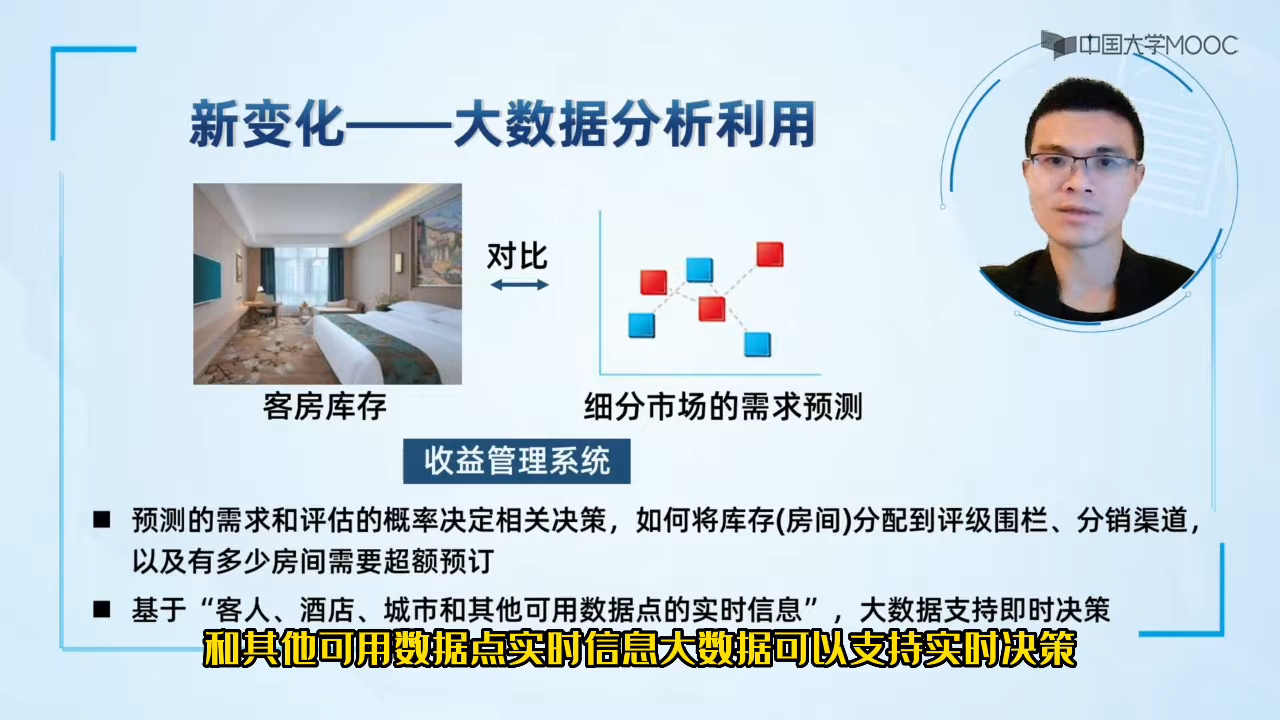 中国大学MOOC
新变化——大数据分析利用
对比
客房库存
细分市场的需求预测
收益管理系统
■ 预测的需求和评估的概率决定相关决策，如何将库存(房间)分配到评级围栏、分销渠道，
以及有多少房间需要超额预订
■ 基于“客人、酒店、城市和其他可用数据点的实时信息”，大数据支持即时决策
和其他可用数据点实时信息大数据可以支持实时决策